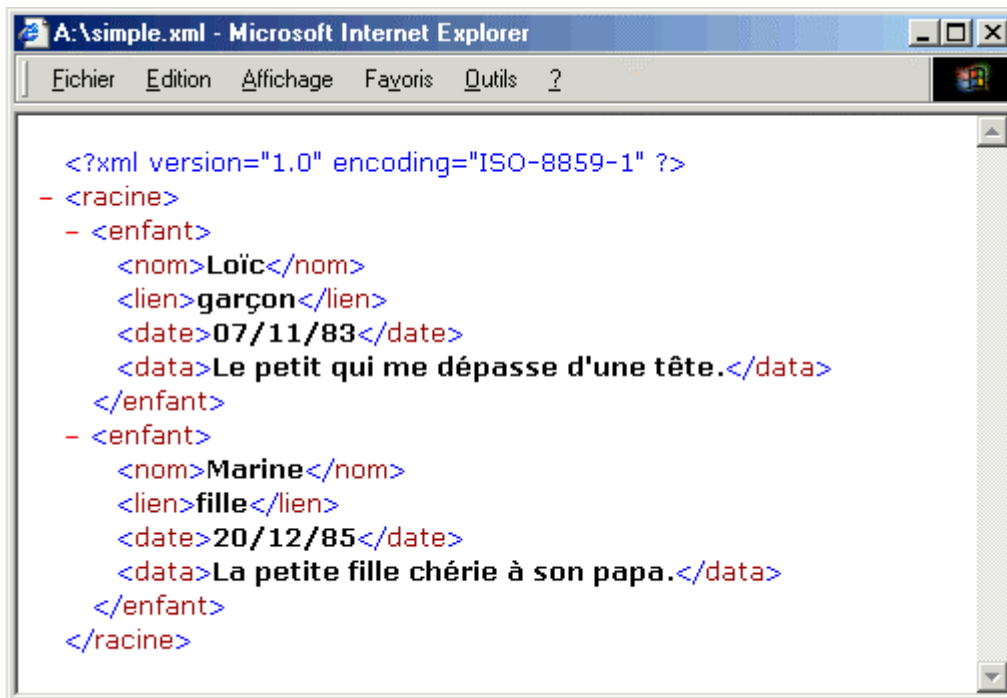 A:\simple.xml - Microsoft Internet Explorer
Fichier Edition Affichage Favoris Outils ?
<?xml version="1.0" encoding="ISO-8859-1" ?>
- <racine>
- <enfant>
<nom>Loïc</nom>
<lien>garçon</lien>
<date>07/11/83</date>
<data>Le petit qui me dépasse d'une tête.</data>
</enfant>
- <enfant>
<nom>Marine</nom>
<lien>fille</lien>
<date>20/12/85</date>
<data>La petite fille chérie à son papa.</data>
</enfant>
</racine>